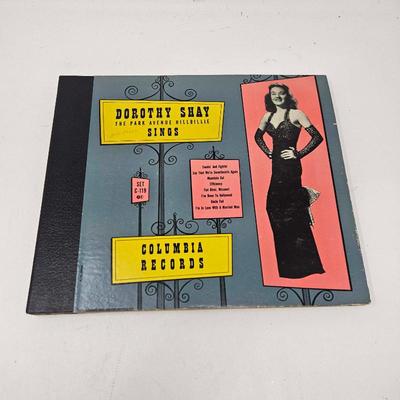 DOROTHY SHAY
THE PARK AVENUE HILLBILLIE
SINGS
Feudin' And Fightin'
Say That We're Sweethearts Again
Mountain Gal
Efficiency
Flat River, Missouri
I've Been To Hollywood
Uncle Fud
I'm In Love With A Married Man
SET
C-119
COLUMBIA
RECORDS